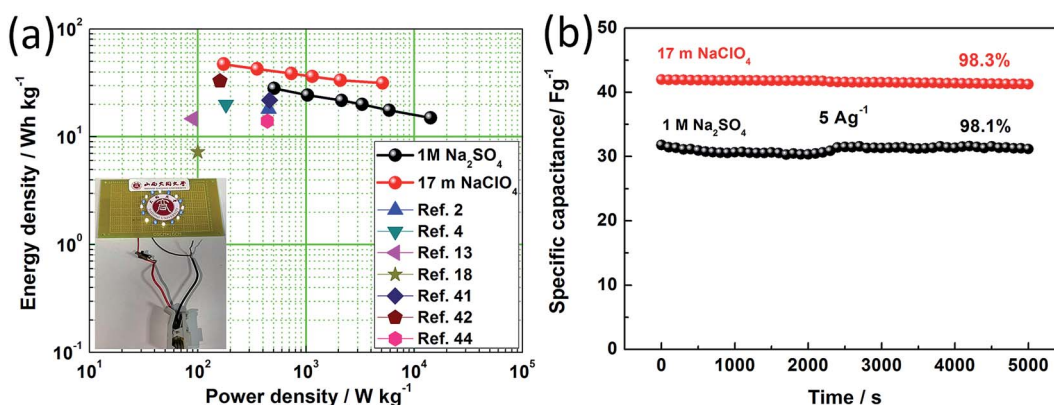 (a)
Energy density / Wh kg⁻¹
10²
10¹
10⁰
10⁻¹
1M Na₂SO₄
17 m NaClO₄
Ref. 2
Ref. 4
Ref. 13
Ref. 18
Ref. 41
Ref. 42
Ref. 44
10¹ 10² 10³ 10⁴ 10⁵
Power density / W kg⁻¹
(b)
Specific capacitance/ Fg⁻¹
50
40
30
20
10
0
17 m NaClO₄ 98.3%
5 Ag⁻¹
1 M Na₂SO₄ 98.1%
0 1000 2000 3000 4000 5000
Time / s